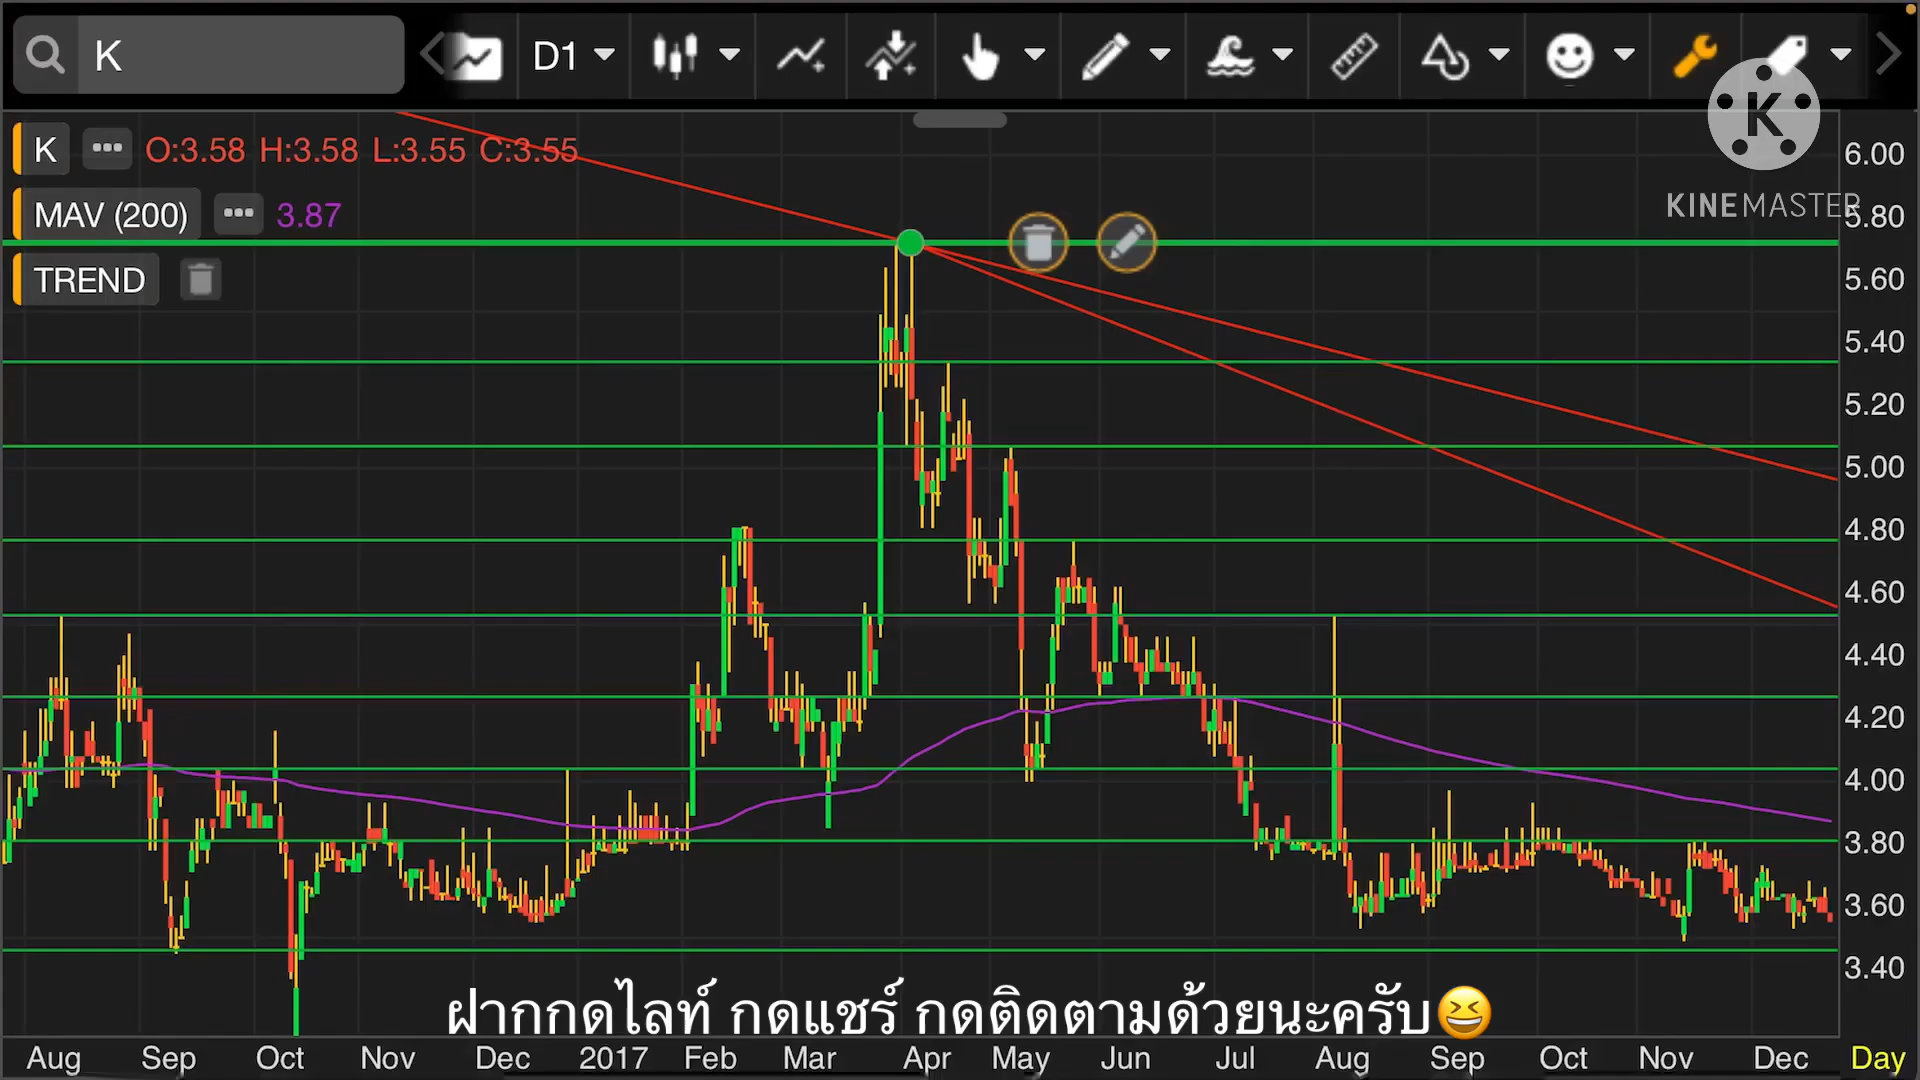 K
D1
K
KINEMASTER
K O:3.58 H:3.58 L:3.55 C:3.55
MAV (200) 3.87
TREND
6.00
5.80
5.60
5.40
5.20
5.00
4.80
4.60
4.40
4.20
4.00
3.80
3.60
3.40
ฝากกดไลท์ กดแชร์ กดติดตามด้วยนะครับ😆
Aug Sep Oct Nov Dec 2017 Feb Mar Apr May Jun Jul Aug Sep Oct Nov Dec Day